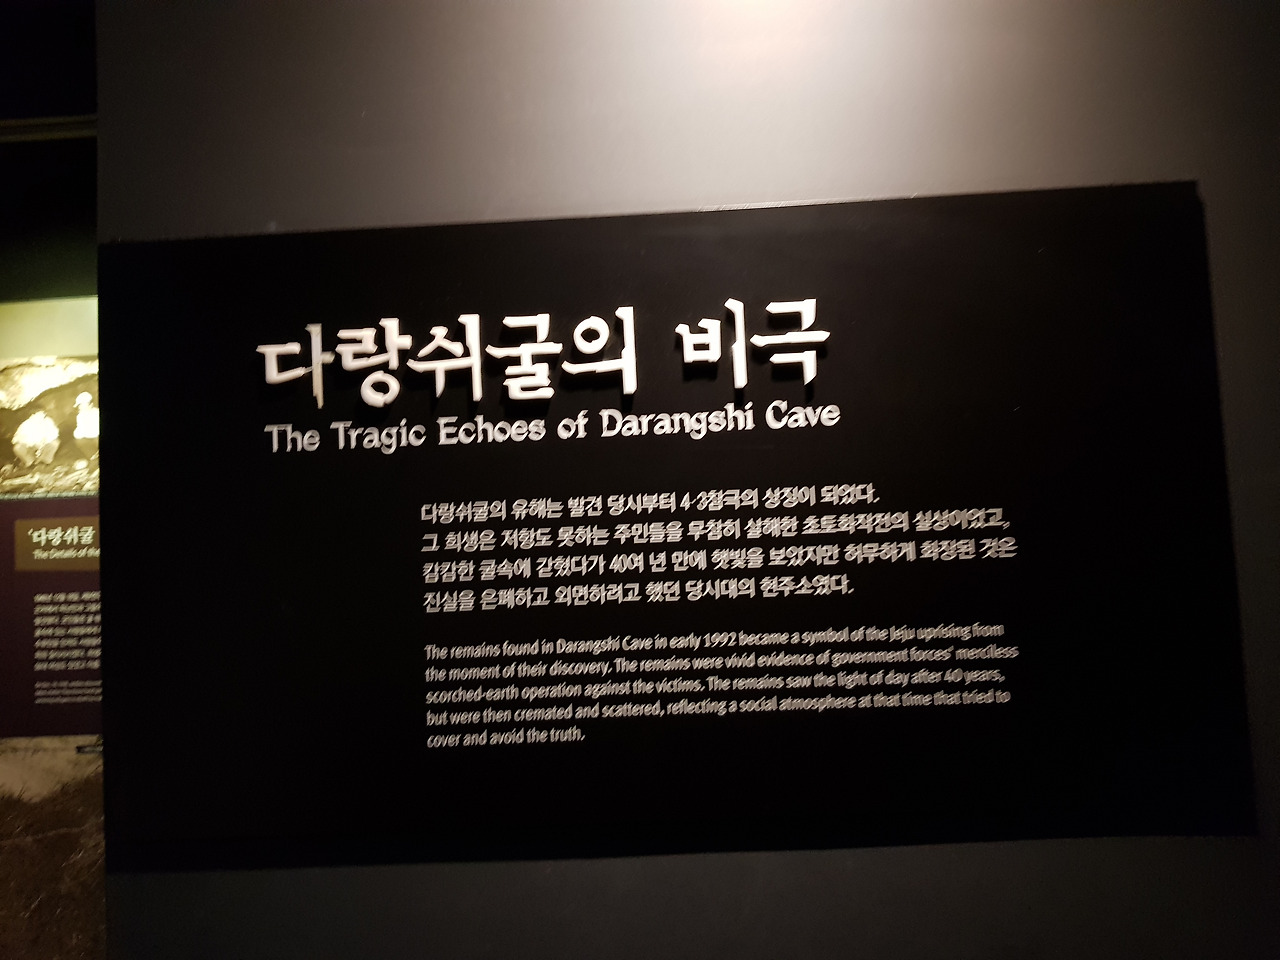 다랑쉬굴의 비극
The Tragic Echoes of Darangshi Cave
다랑쉬굴의 유해는 발견 당시부터 4·3참극의 상징이 되었다.
그 희생은 저항도 못하는 주민들을 무참히 살해한 초토화작전의 실상이었고,
캄캄한 굴속에 갇혔다가 40여 년 만에 햇빛을 보았지만 허무하게 화장된 것은
진실을 은폐하고 외면하려고 했던 당시대의 현주소였다.
The remains found in Darangshi Cave in early 1992 became a symbol of the Jeju uprising from
the moment of their discovery. The remains were vivid evidence of government forces' merciless
scorched-earth operation against the victims. The remains saw the light of day after 40 years,
but were then cremated and scattered, reflecting a social atmosphere at that time that tried to
cover and avoid the truth.
'다랑쉬굴
The Details of the